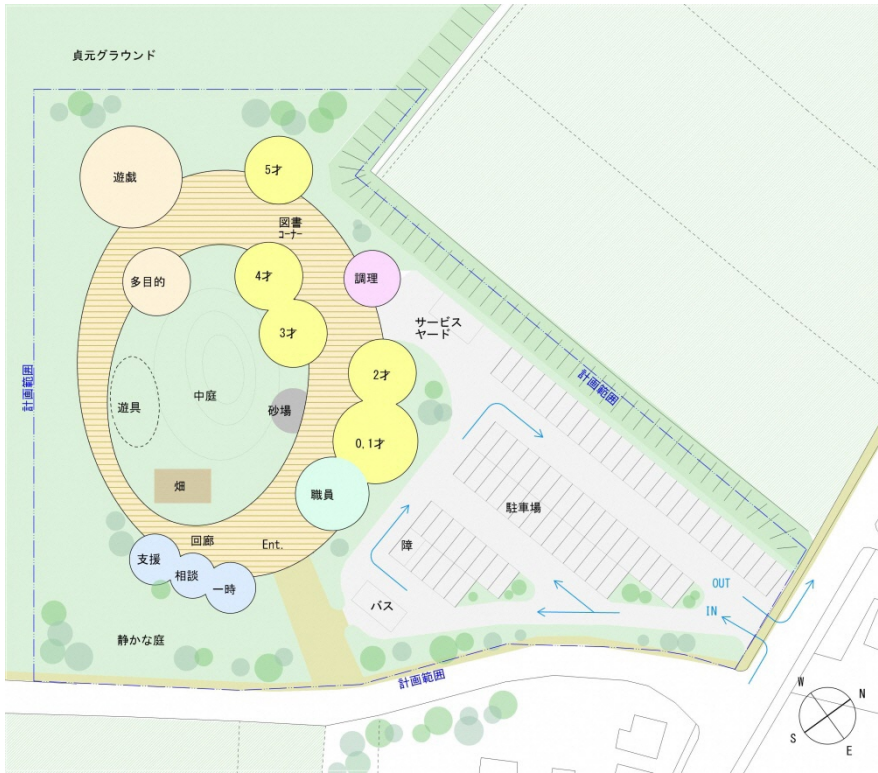 貞元グラウンド
遊戯
5才
図書
コーナー
多目的
4才
調理
3才
サービス
ヤード
計画範囲
計画範囲
2才
遊具
中庭
砂場
0,1才
畑
職員
駐車場
回廊
Ent.
障
支援
相談
一時
バス
OUT
IN
静かな庭
計画範囲
W
N
S
E